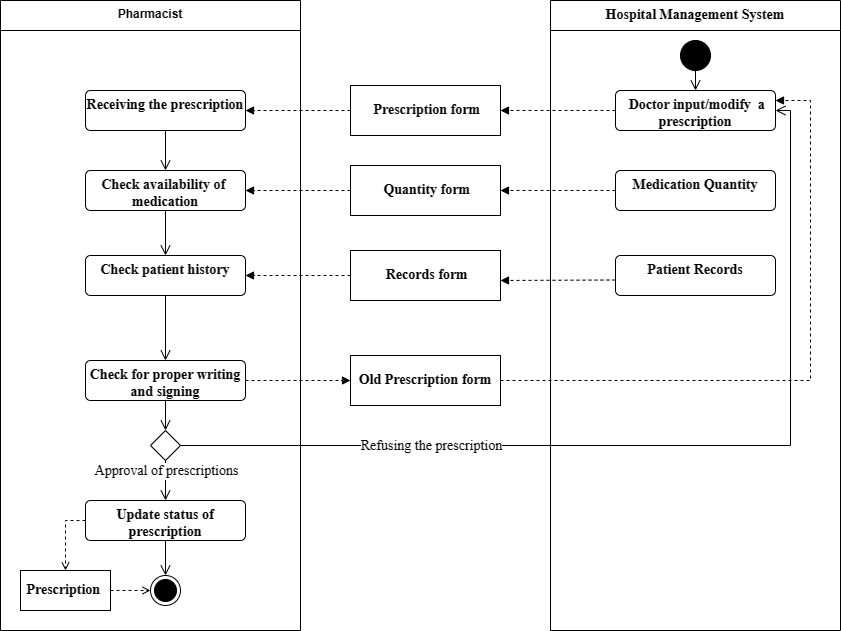 Pharmacist
Hospital Management System
Receiving the prescription
Prescription form
Doctor input/modify a
prescription
Check availability of
medication
Quantity form
Medication Quantity
Check patient history
Records form
Patient Records
Check for proper writing
and signing
Old Prescription form
Refusing the prescription
Approval of prescriptions
Update status of
prescription
Prescription